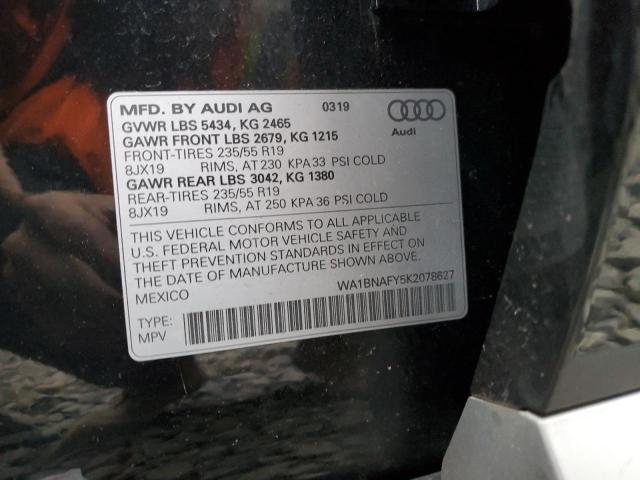 MFD. BY AUDI AG 0319
GVWR LBS 5434, KG 2465
GAWR FRONT LBS 2679, KG 1215
FRONT-TIRES 235/55 R19
8JX19 RIMS, AT 230 KPA 33 PSI COLD
GAWR REAR LBS 3042, KG 1380
REAR-TIRES 235/55 R19
8JX19 RIMS, AT 250 KPA 36 PSI COLD
Audi
THIS VEHICLE CONFORMS TO ALL APPLICABLE
U.S. FEDERAL MOTOR VEHICLE SAFETY AND
THEFT PREVENTION STANDARDS IN EFFECT ON
THE DATE OF MANUFACTURE SHOWN ABOVE.
MEXICO WA1BNAFY5K2078627
TYPE:
MPV